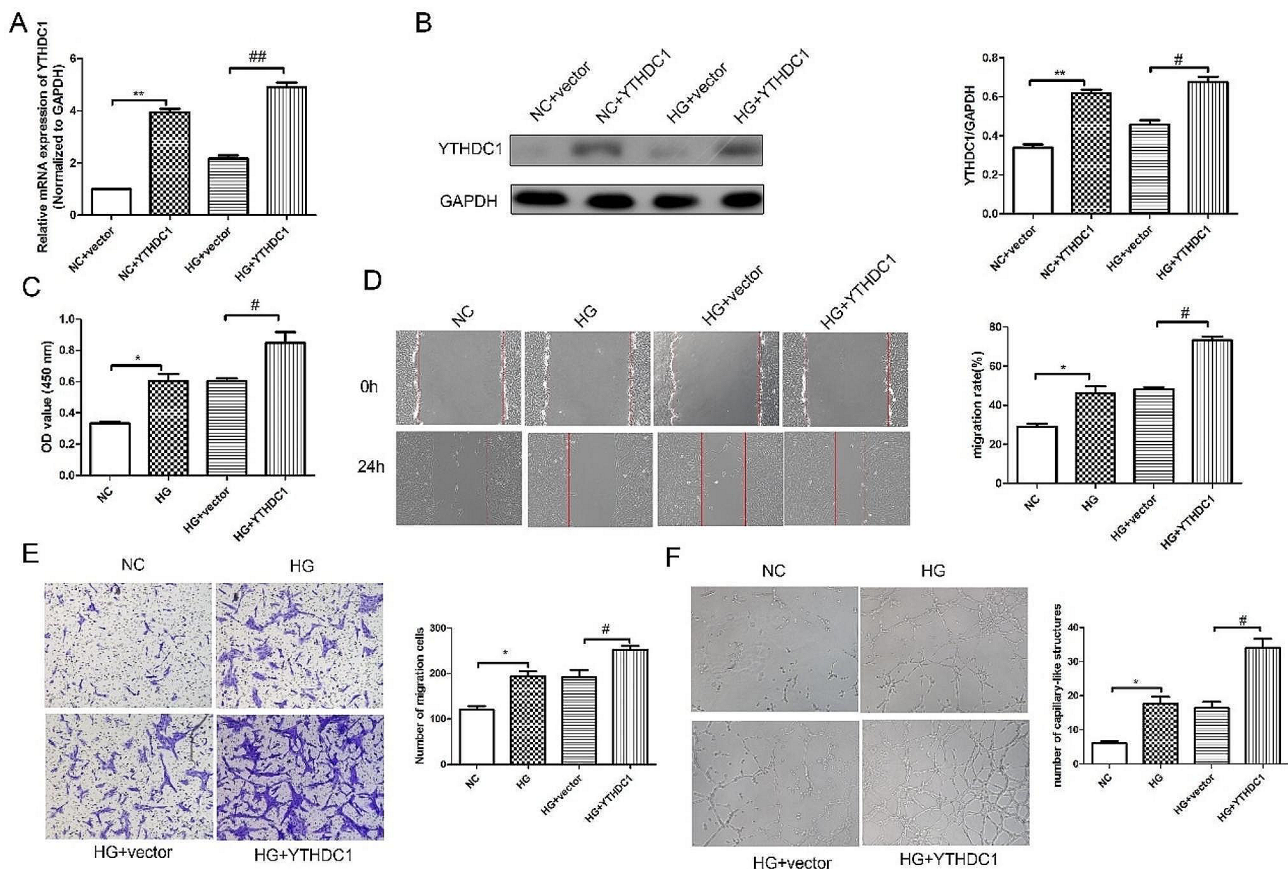 A
Relative mRNA expression of YTHDC1
(Normalized to GAPDH)
6
4
2
0
**
##
NC+vector
NC+YTHDC1
HG+vector
HG+YTHDC1
B
NC+vector
NC+YTHDC1
HG+vector
HG+YTHDC1
YTHDC1
GAPDH
YTHDC1/GAPDH
0.8
0.6
0.4
0.2
0.0
**
#
NC+vector
NC+YTHDC1
HG+vector
HG+YTHDC1
C
OD value (450 nm)
1.0
0.8
0.6
0.4
0.2
0.0
*
#
NC
HG
HG+vector
HG+YTHDC1
D
NC
HG
HG+vector
HG+YTHDC1
0h
24h
migration rate(%)
80
60
40
20
0
*
#
NC
HG
HG+vector
HG+YTHDC1
E
NC
HG
HG+vector
HG+YTHDC1
Number of migration cells
300
200
100
0
*
#
NC
HG
HG+vector
HG+YTHDC1
F
NC
HG
HG+vector
HG+YTHDC1
number of capillary-like structures
40
30
20
10
0
*
#
NC
HG
HG+vector
HG+YTHDC1